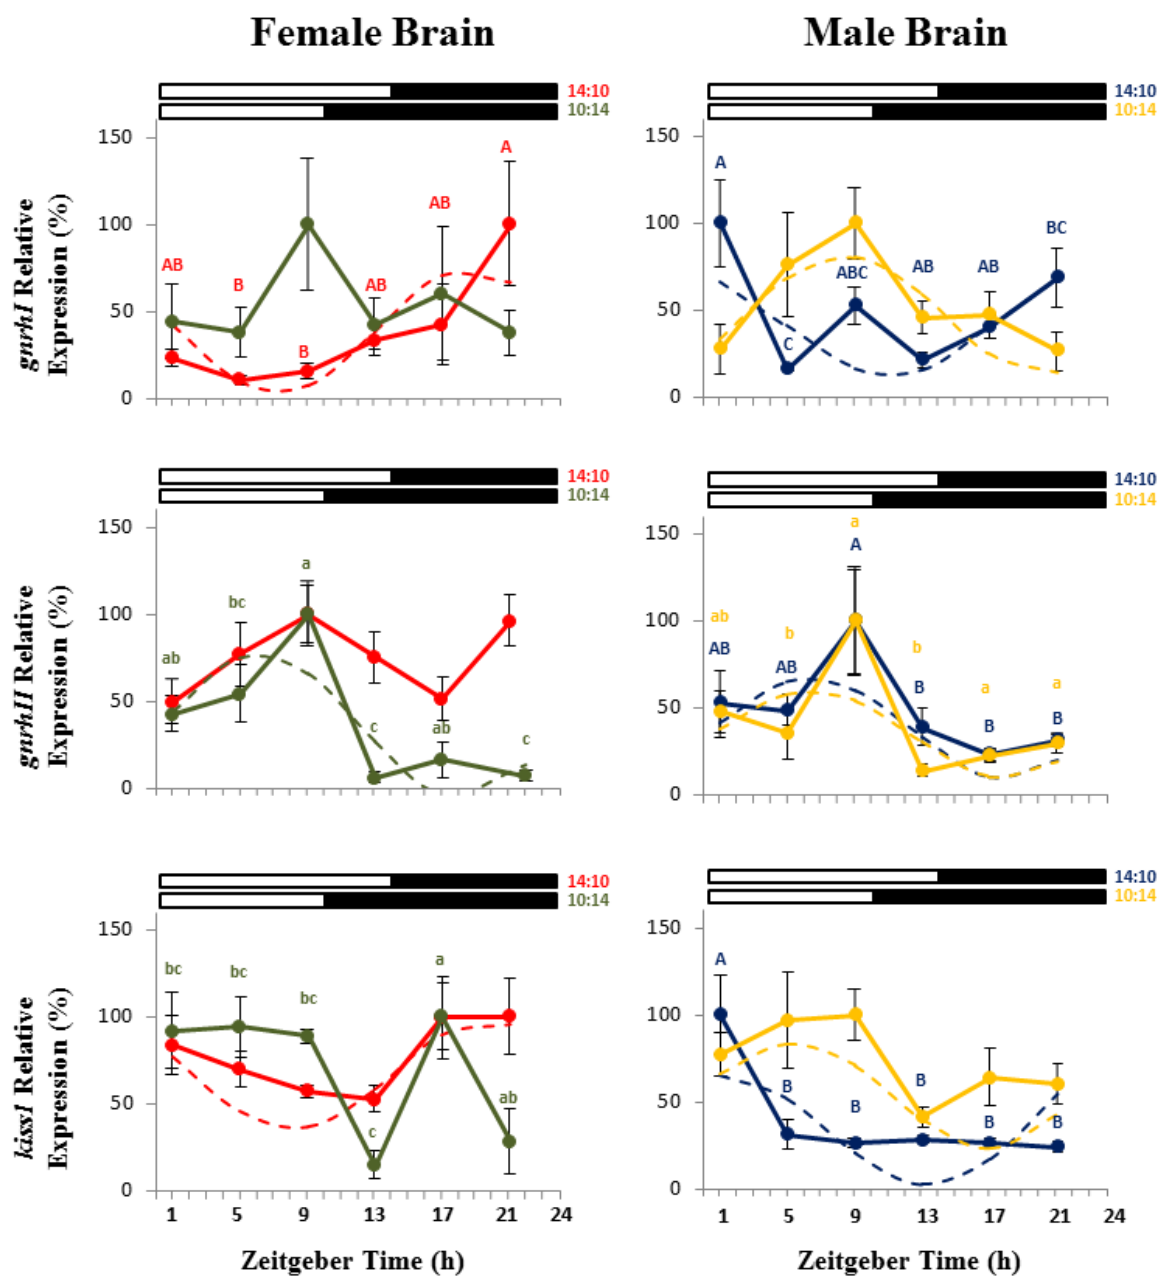 Female Brain
Male Brain
14:10
10:14
14:10
10:14
gnrhI Relative
Expression (%)
150
100
50
0
AB
B
B
AB
AB
A
150
100
50
0
A
C
ABC
AB
AB
BC
14:10
10:14
14:10
10:14
gnrhII Relative
Expression (%)
150
100
50
0
ab
bc
a
c
ab
c
150
100
50
0
ab
AB
b
AB
a
A
b
B
a
B
a
B
14:10
10:14
14:10
10:14
kiss1 Relative
Expression (%)
150
100
50
0
bc
bc
bc
c
a
ab
150
100
50
0
A
B
B
B
B
B
1 5 9 13 17 21 24
1 5 9 13 17 21 24
Zeitgeber Time (h)
Zeitgeber Time (h)